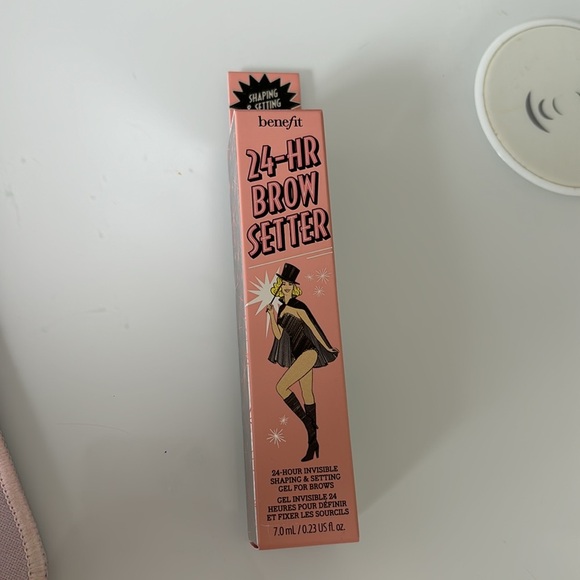 SHAPING
& SETTING
benefit
24-HR
BROW
SETTER
24-HOUR INVISIBLE
SHAPING & SETTING
GEL FOR BROWS
GEL INVISIBLE 24
HEURES POUR DÉFINIR
ET FIXER LES SOURCILS
7.0 mL / 0.23 US fl. oz.